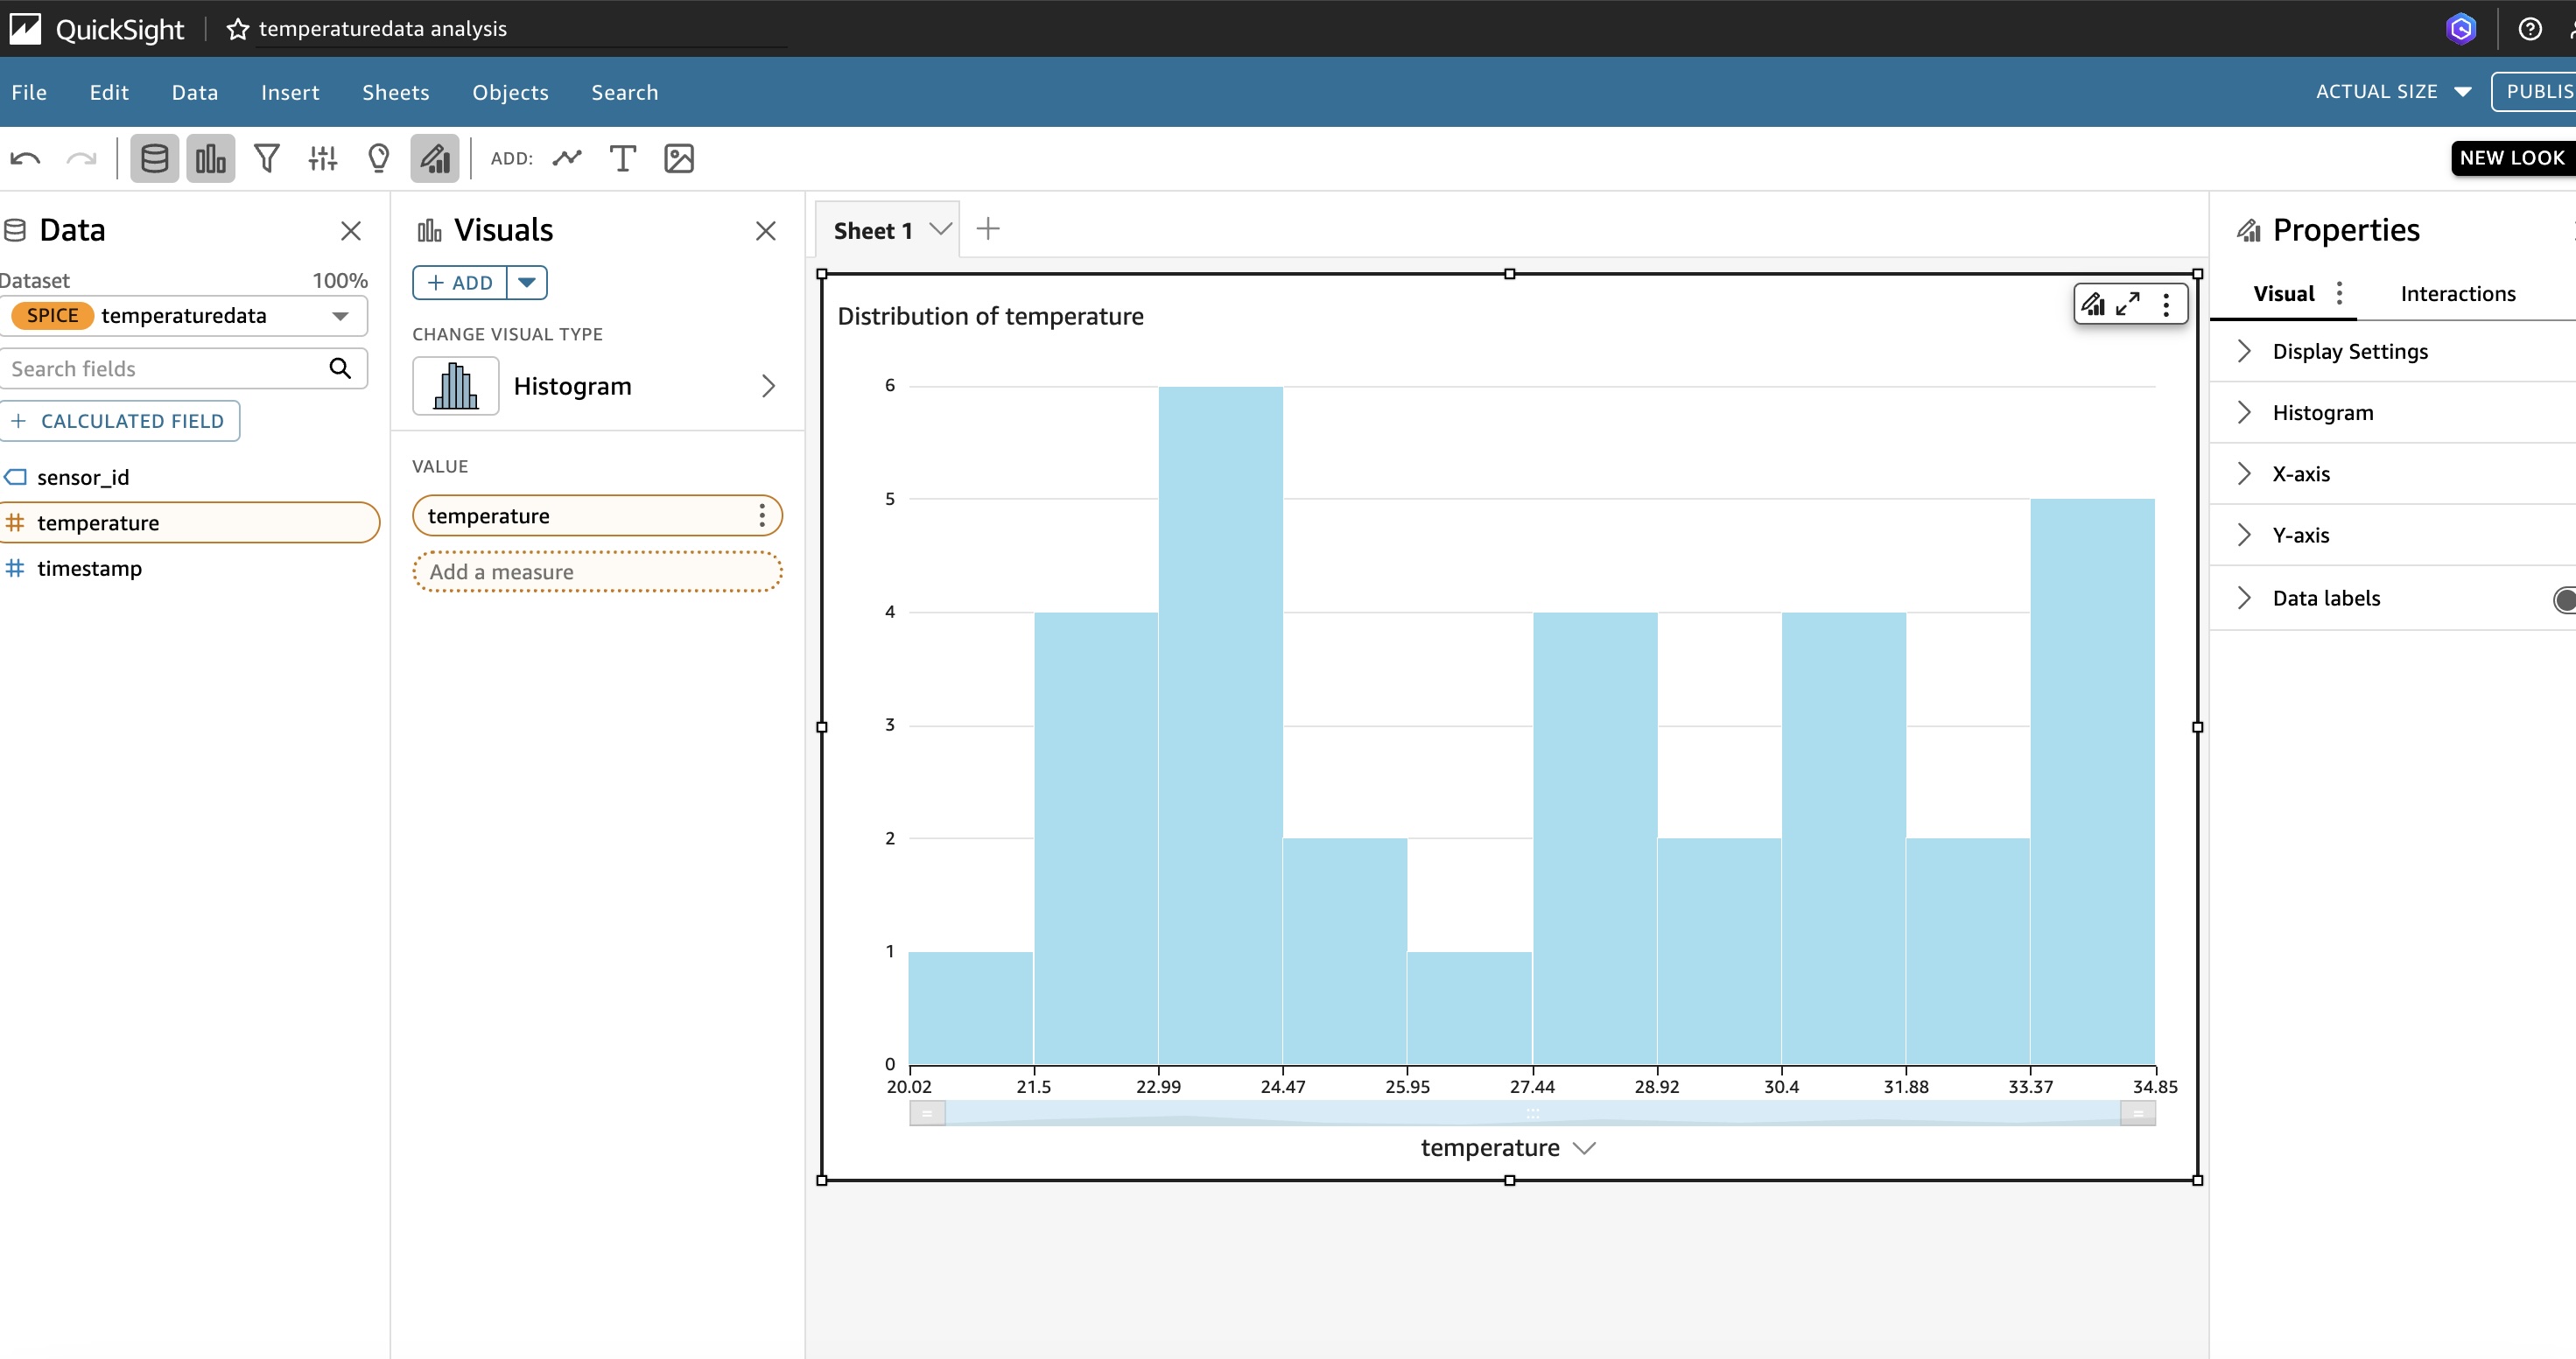 QuickSight temperaturedata analysis
File Edit Data Insert Sheets Objects Search ACTUAL SIZE PUBLIS
ADD: NEW LOOK
Data
Dataset 100%
SPICE temperaturedata
Search fields
+ CALCULATED FIELD
sensor_id
temperature
timestamp
Visuals
+ ADD
CHANGE VISUAL TYPE
Histogram
VALUE
temperature
Add a measure
Sheet 1
Distribution of temperature
6
5
4
3
2
1
0
20.02 21.5 22.99 24.47 25.95 27.44 28.92 30.4 31.88 33.37 34.85
temperature
Properties
Visual Interactions
Display Settings
Histogram
X-axis
Y-axis
Data labels